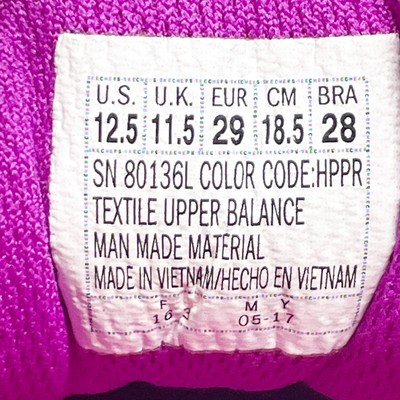 U.S. U.K. EUR CM BRA
12.5 11.5 29 18.5 28
SN 80136L COLOR CODE:HPPR
TEXTILE UPPER BALANCE
MAN MADE MATERIAL
MADE IN VIETNAM/HECHO EN VIETNAM
F M Y
05-17